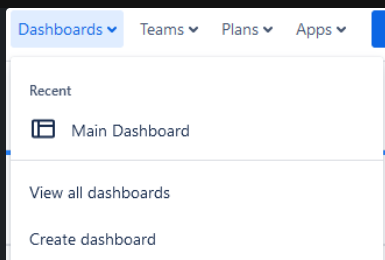 Dashboards Teams Plans Apps
Recent
Main Dashboard
View all dashboards
Create dashboard